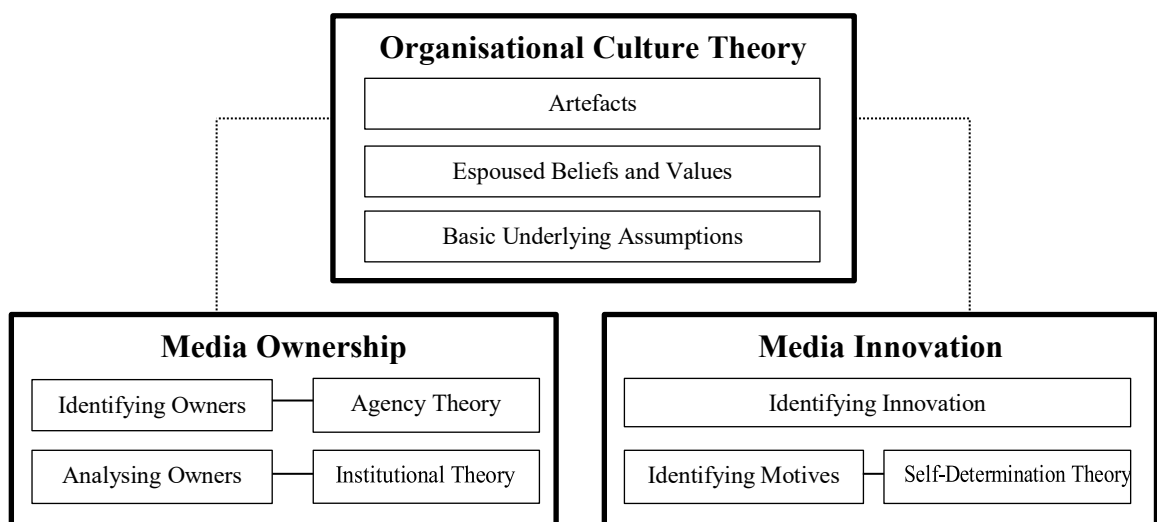 Organisational Culture Theory
Artefacts
Espoused Beliefs and Values
Basic Underlying Assumptions
Media Ownership
Identifying Owners
Agency Theory
Analysing Owners
Institutional Theory
Media Innovation
Identifying Innovation
Identifying Motives
Self-Determination Theory